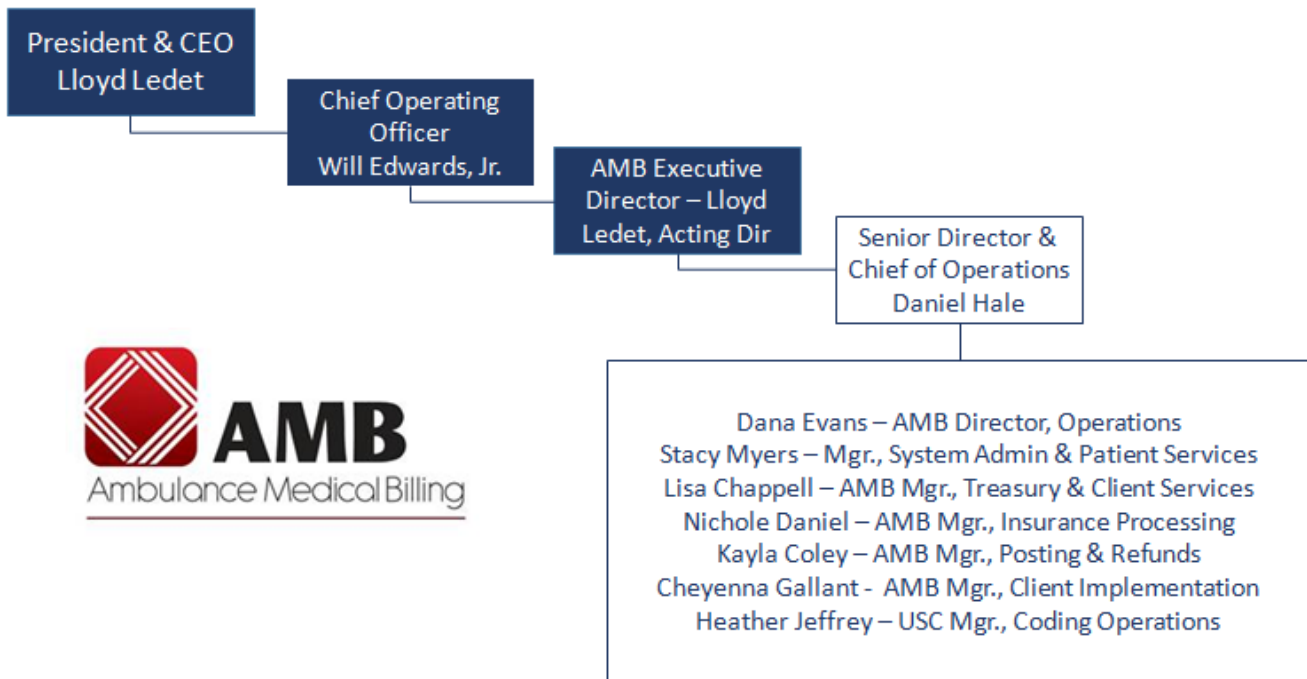 President & CEO
Lloyd Ledet
Chief Operating
Officer
Will Edwards, Jr.
AMB Executive
Director – Lloyd
Ledet, Acting Dir
Senior Director &
Chief of Operations
Daniel Hale
AMB
Ambulance Medical Billing
Dana Evans – AMB Director, Operations
Stacy Myers – Mgr., System Admin & Patient Services
Lisa Chappell – AMB Mgr., Treasury & Client Services
Nichole Daniel – AMB Mgr., Insurance Processing
Kayla Coley – AMB Mgr., Posting & Refunds
Cheyenna Gallant - AMB Mgr., Client Implementation
Heather Jeffrey – USC Mgr., Coding Operations